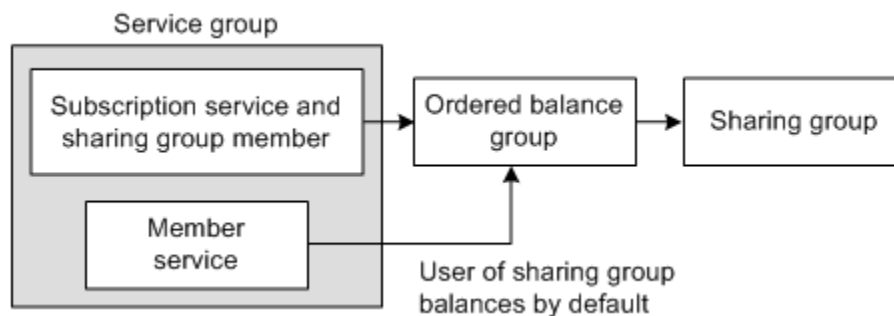 Service group
Subscription service and
sharing group member
Ordered balance
group
Sharing group
Member
service
User of sharing group
balances by default